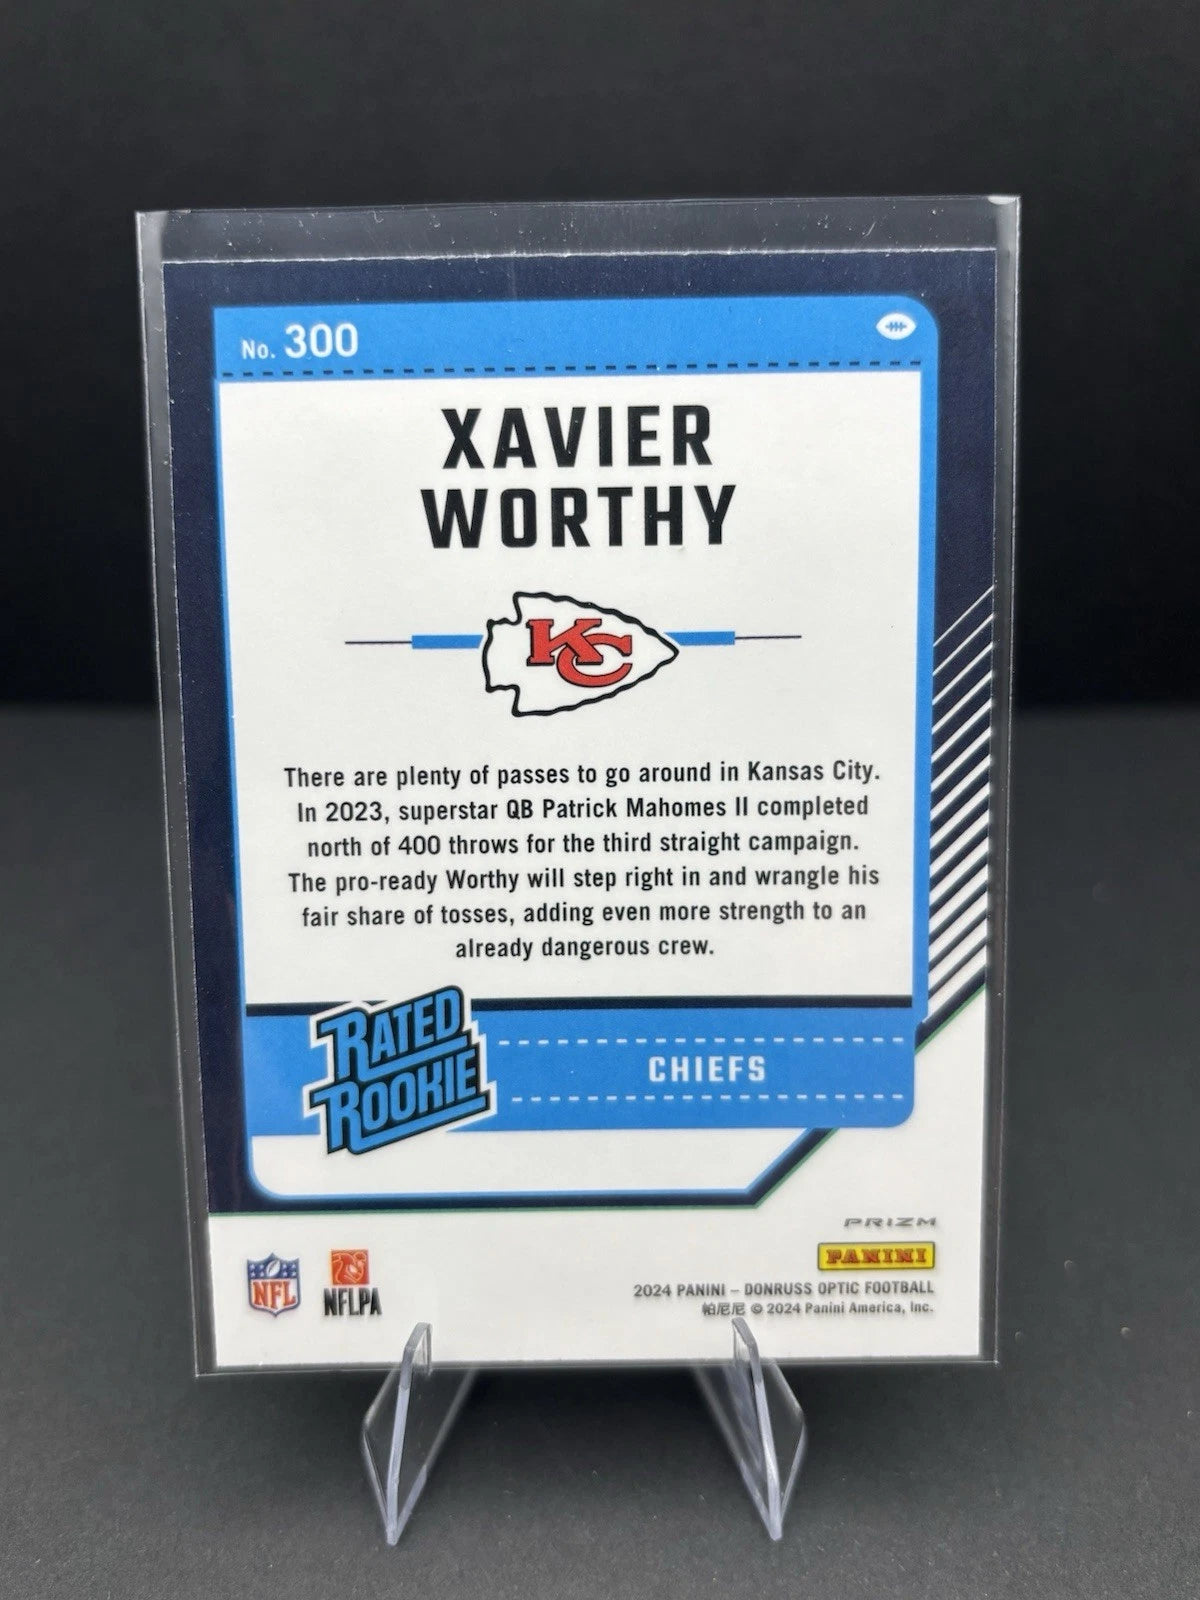 No. 300
XAVIER
WORTHY
KC
There are plenty of passes to go around in Kansas City.
In 2023, superstar QB Patrick Mahomes II completed
north of 400 throws for the third straight campaign.
The pro-ready Worthy will step right in and wrangle his
fair share of tosses, adding even more strength to an
already dangerous crew.
RATED
ROOKIE
CHIEFS
PRIZM
PANINI
NFL
NFLPA
2024 PANINI – DONRUSS OPTIC FOOTBALL
帕尼尼 © 2024 Panini America, Inc.